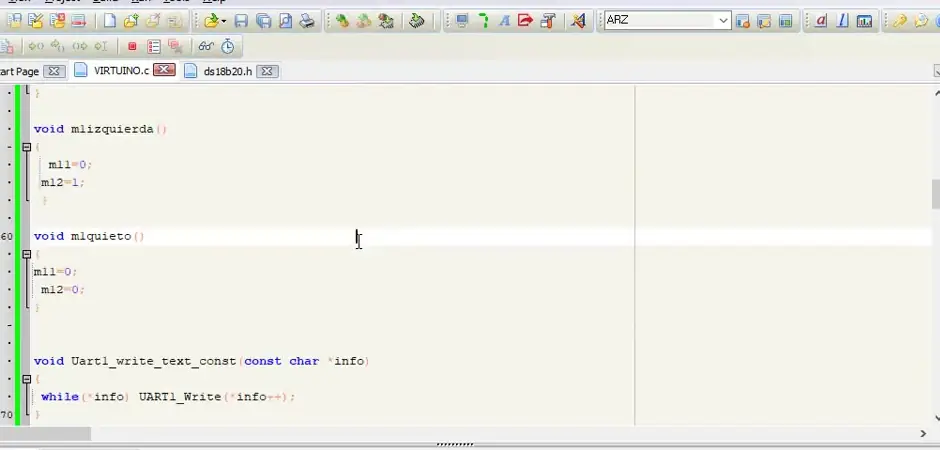 ARZ
art Page
VIRTUINO.c
ds18b20.h
}
void m1izquierda()
{
m11=0;
m12=1;
}
60
void m1quieto()
{
m11=0;
m12=0;
}
void Uart1_write_text_const(const char *info)
{
while(*info) UART1_Write(*info++);
70
}